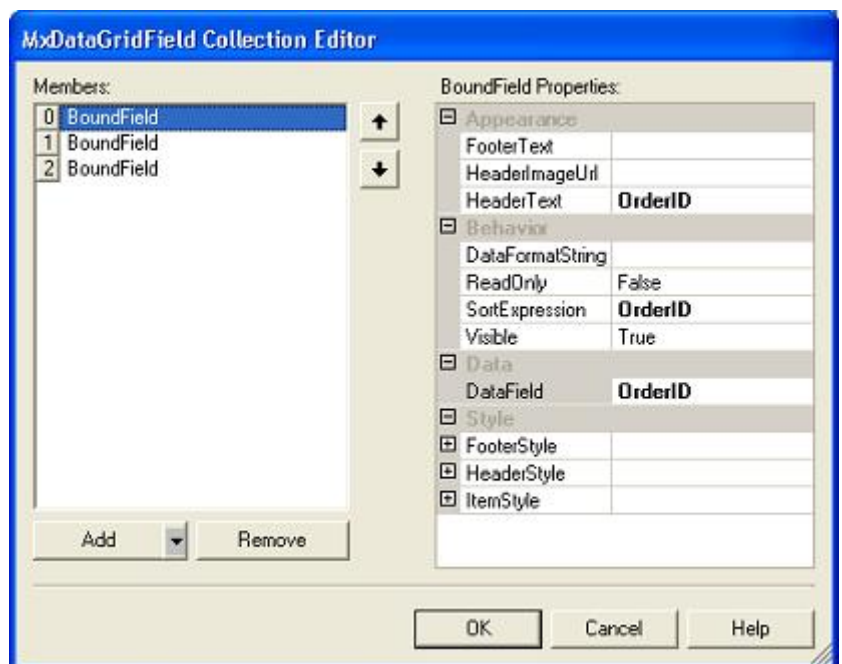 MxDataGridField Collection Editor
Members:
0 BoundField
1 BoundField
2 BoundField
Add
Remove
BoundField Properties:
Appearance
FooterText
HeaderImageUrl
HeaderText OrderID
Behavior
DataFormatString
ReadOnly False
SortExpression OrderID
Visible True
Data
DataField OrderID
Style
FooterStyle
HeaderStyle
ItemStyle
OK
Cancel
Help